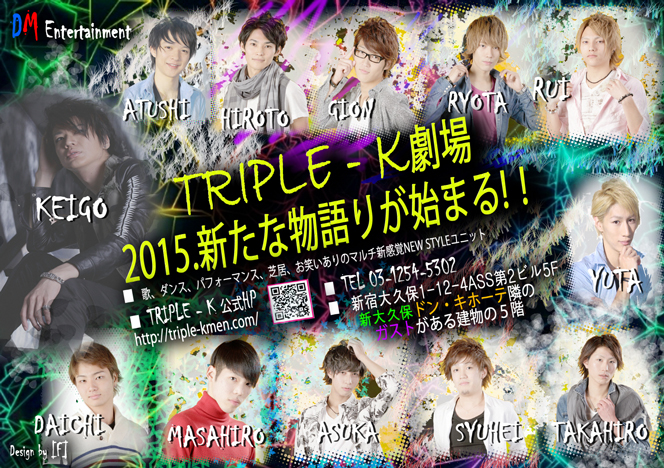 DM Entertainment
ATUSHI
HIROTO
GION
RYOTA
RUI
KEIGO
TRIPLE - K劇場
2015.新たな物語りが始まる!!
■ 歌、ダンス、パフォーマンス、芝居、お笑いありのマルチ新感覚NEW STYLEユニット
■ TRIPLE - K 公式HP
http://triple-kmen.com/
■ TEL 03-1254-5302
■ 新宿大久保1-12-4ASS第2ビル5F
新大久保ドン・キホーテ隣の
ガストがある建物の5階
YUTA
DAICHI
MASAHIRO
ASUKA
SYUHEI
TAKAHIRO
Design by [F]